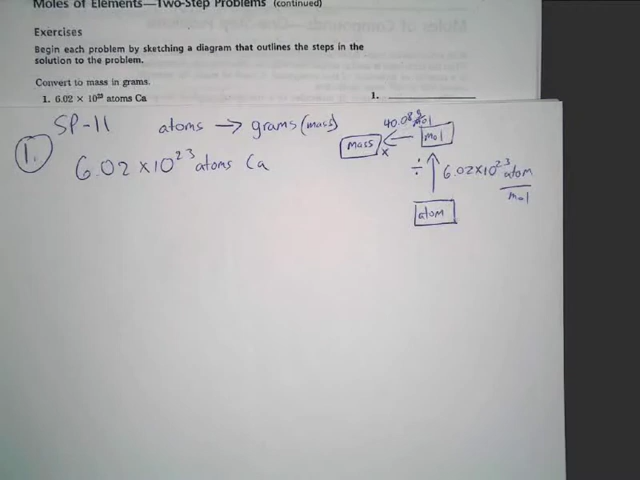 Moles of Elements—Two-Step Problems (continued)
Exercises
Begin each problem by sketching a diagram that outlines the steps in the
solution to the problem.
Convert to mass in grams.
1. 6.02 × 10²³ atoms Ca
1.
SP-11 atoms → grams (mass)
1. 6.02 × 10²³ atoms Ca
40.08 g/mol
mass ← mol
x
÷ ↑ 6.02 × 10²³ atom
mol
atom